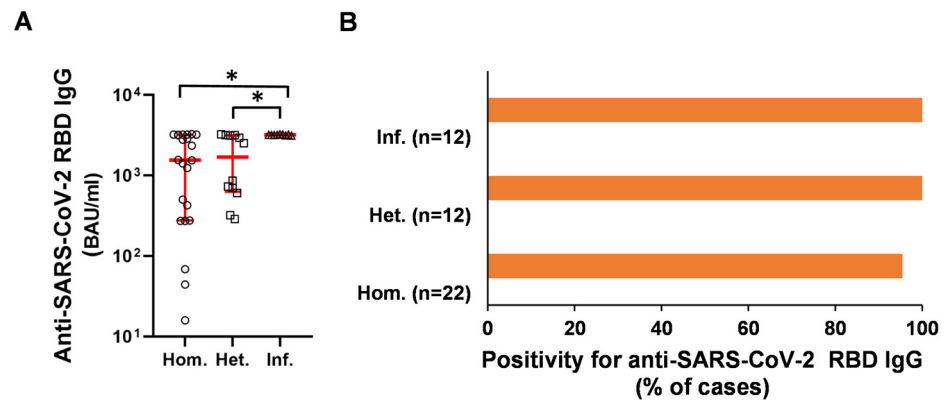 A
Anti-SARS-CoV-2 RBD IgG
(BAU/ml)
10⁴
10³
10²
10¹
*
*
Hom. Het. Inf.
B
Inf. (n=12)
Het. (n=12)
Hom. (n=22)
0 20 40 60 80 100
Positivity for anti-SARS-CoV-2 RBD IgG
(% of cases)